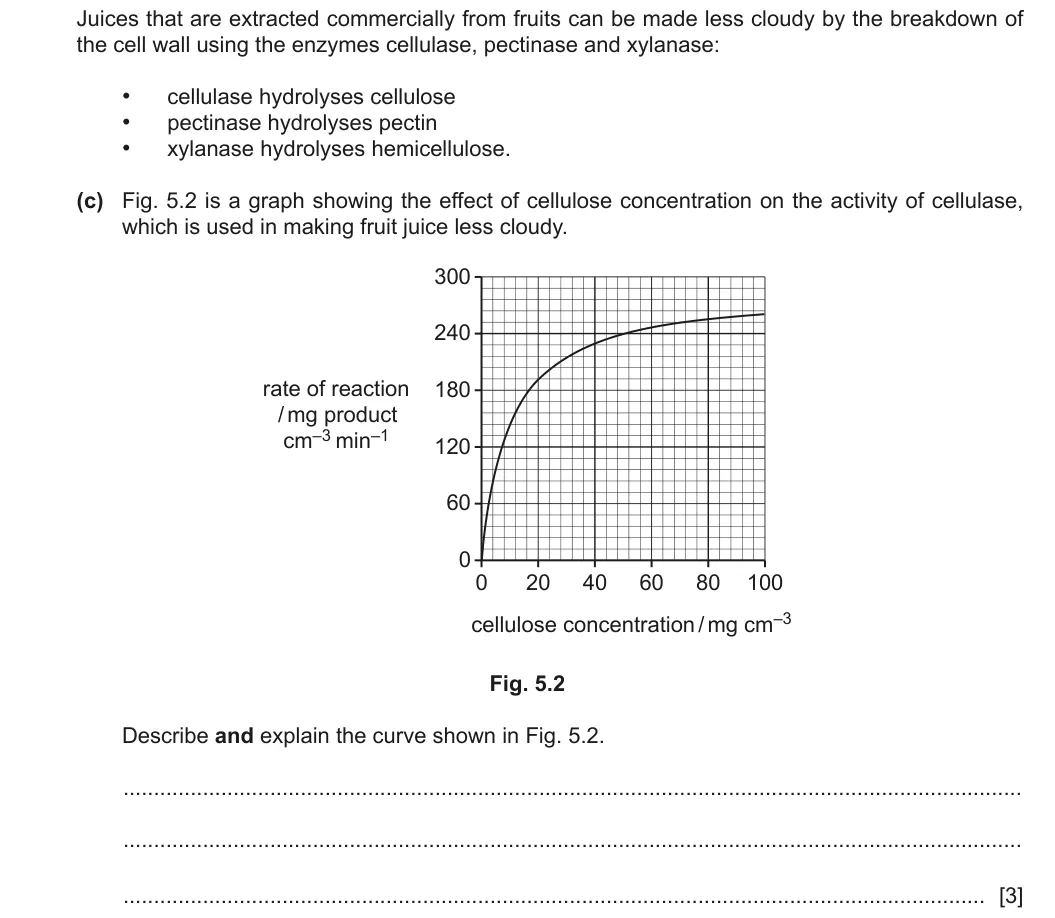 Juices that are extracted commercially from fruits can be made less cloudy by the breakdown of
the cell wall using the enzymes cellulase, pectinase and xylanase:
• cellulase hydrolyses cellulose
• pectinase hydrolyses pectin
• xylanase hydrolyses hemicellulose.
(c) Fig. 5.2 is a graph showing the effect of cellulose concentration on the activity of cellulase,
which is used in making fruit juice less cloudy.
300
240
180
120
60
0
rate of reaction
/ mg product
cm–3 min–1
0 20 40 60 80 100
cellulose concentration / mg cm–3
Fig. 5.2
Describe and explain the curve shown in Fig. 5.2.
..........................................................................................................................................
..........................................................................................................................................
..................................................................................................................................... [3]